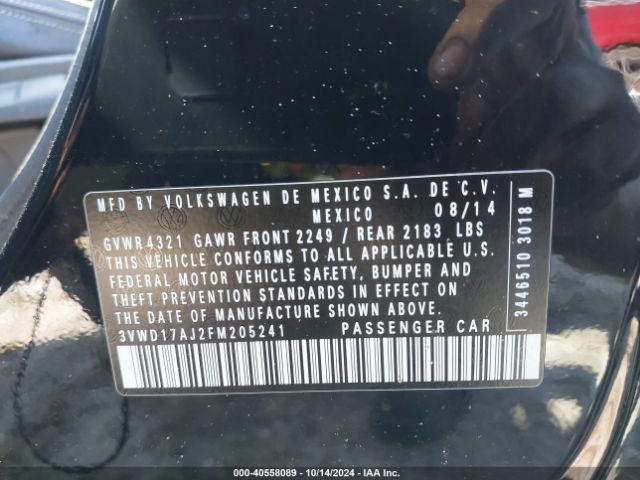 MFD BY VOLKSWAGEN DE MEXICO S.A. DE C.V.
MEXICO 08/14
GVWR 4321 GAWR FRONT 2249 / REAR 2183 LBS
THIS VEHICLE CONFORMS TO ALL APPLICABLE U.S.
FEDERAL MOTOR VEHICLE SAFETY, BUMPER AND
THEFT PREVENTION STANDARDS IN EFFECT ON
THE DATE OF MANUFACTURE SHOWN ABOVE.
3VWD17AJ2FM205241 PASSENGER CAR
3446510 3018 M
000-40558089 - 10/14/2024 - IAA Inc.